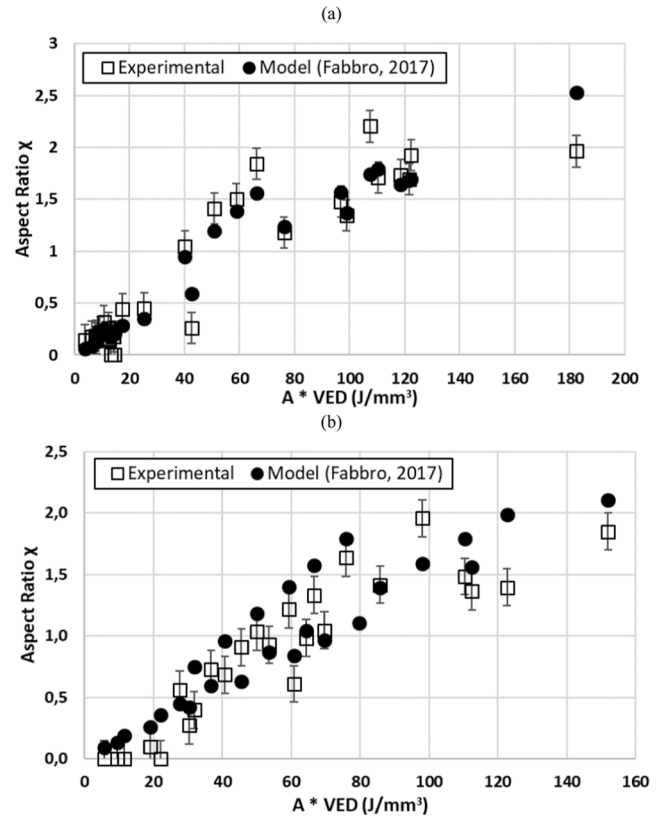 (a)
3
2,5
2
1,5
1
0,5
0
Aspect Ratio χ
Experimental Model (Fabbro, 2017)
0 20 40 60 80 100 120 140 160 180 200
A * VED (J/mm³)
(b)
2,5
2,0
1,5
1,0
0,5
0,0
Aspect Ratio χ
Experimental Model (Fabbro, 2017)
0 20 40 60 80 100 120 140 160
A * VED (J/mm³)